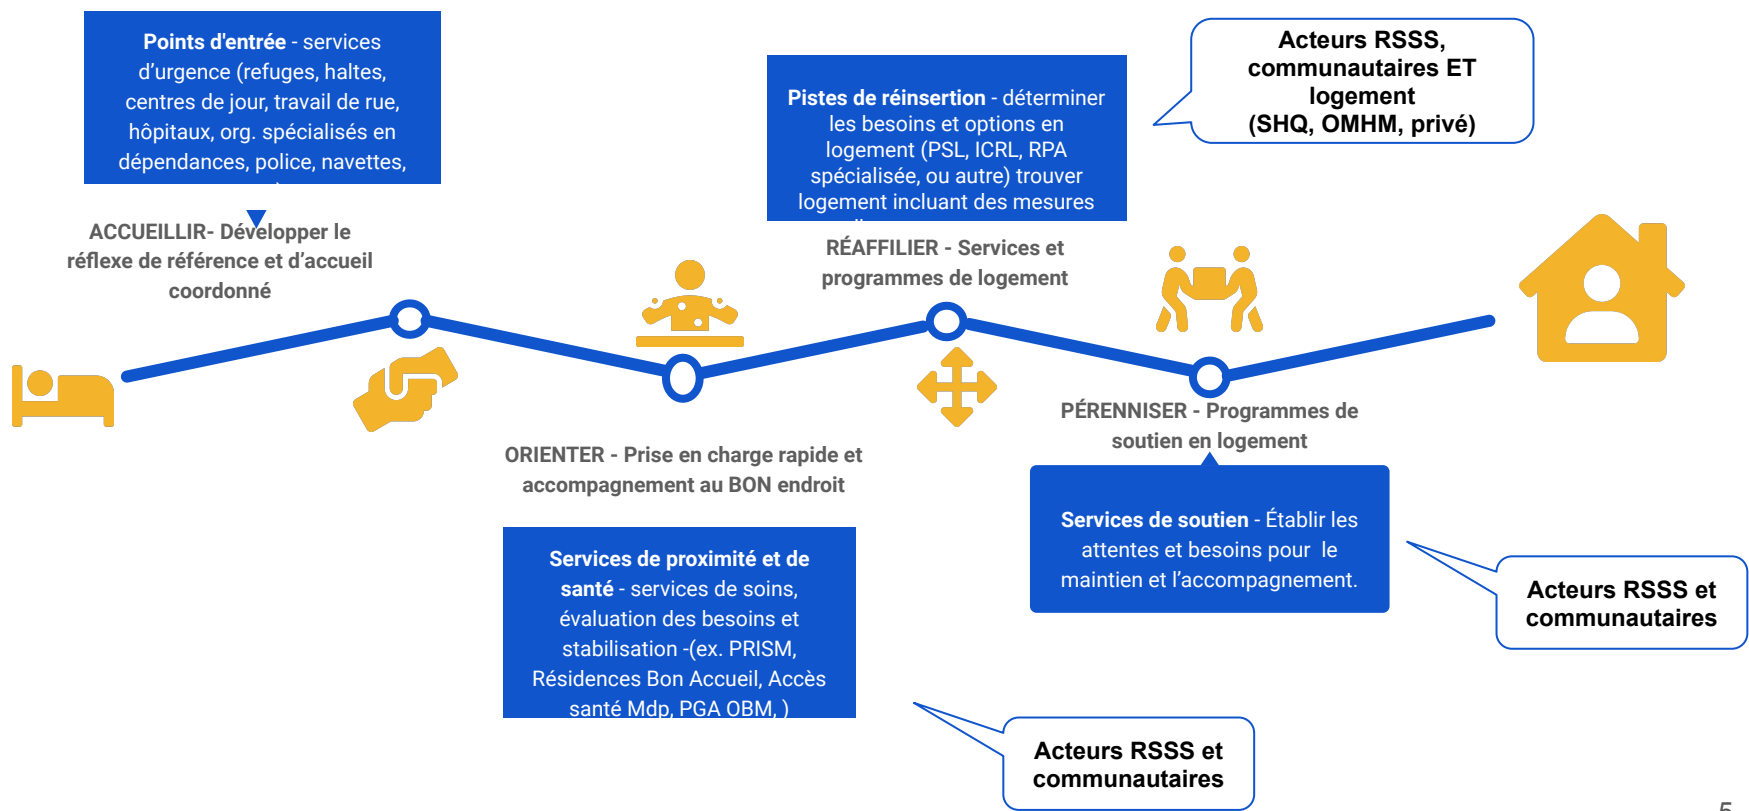 Points d'entrée - services
d'urgence (refuges, haltes,
centres de jour, travail de rue,
hôpitaux, org. spécialisés en
dépendances, police, navettes,
ACCUEILLIR- Développer le
réflexe de référence et d'accueil
coordonné
Pistes de réinsertion - déterminer
les besoins et options en
logement (PSL, ICRL, RPA
spécialisée, ou autre) trouver
logement incluant des mesures
Acteurs RSSS,
communautaires ET
logement
(SHQ, OMHM, privé)
RÉAFFILIER - Services et
programmes de logement
ORIENTER - Prise en charge rapide et
accompagnement au BON endroit
Services de proximité et de
santé - services de soins,
évaluation des besoins et
stabilisation -(ex. PRISM,
Résidences Bon Accueil, Accès
santé Mdp, PGA OBM, )
Acteurs RSSS et
communautaires
PÉRENNISER - Programmes de
soutien en logement
Services de soutien - Établir les
attentes et besoins pour  le
maintien et l'accompagnement.
Acteurs RSSS et
communautaires
5